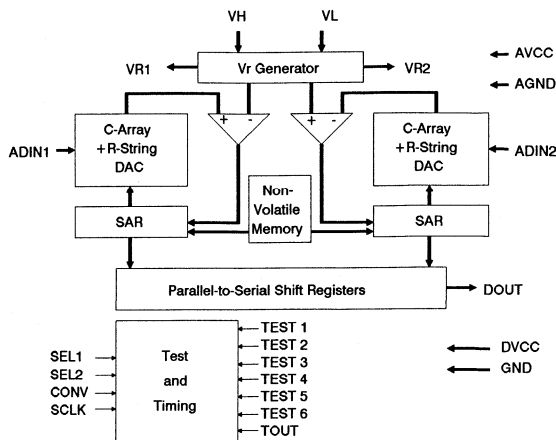 VH
VL
VR1
Vr Generator
VR2
AVCC
AGND
+ -
+ -
C-Array
+R-String
DAC
C-Array
+R-String
DAC
ADIN1
ADIN2
Non-
Volatile
Memory
SAR
SAR
Parallel-to-Serial Shift Registers
DOUT
SEL1
SEL2
CONV
SCLK
Test
and
Timing
TEST 1
TEST 2
TEST 3
TEST 4
TEST 5
TEST 6
TOUT
DVCC
GND